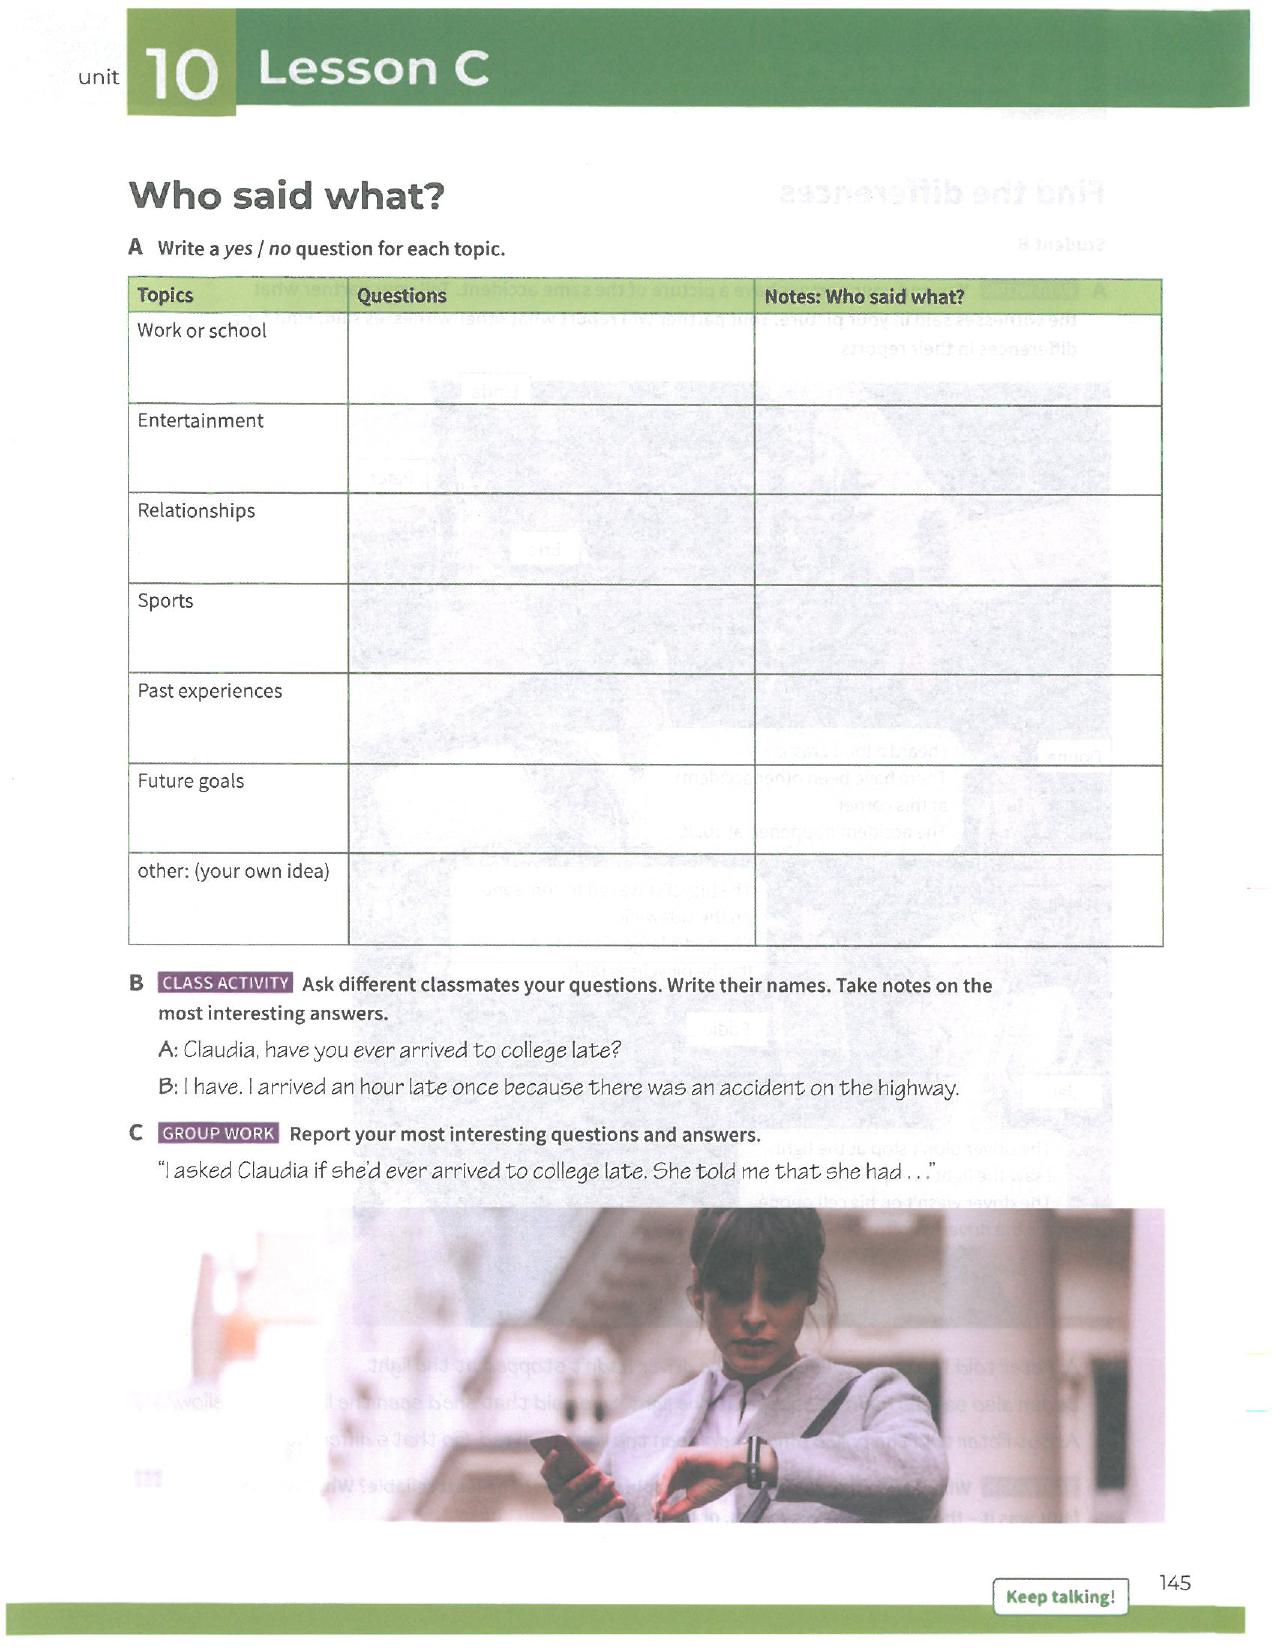 unit 10 Lesson C
Who said what?
A Write a yes / no question for each topic.
Topics Questions Notes: Who said what?
Work or school
Entertainment
Relationships
Sports
Past experiences
Future goals
other: (your own idea)
B CLASS ACTIVITY Ask different classmates your questions. Write their names. Take notes on the
most interesting answers.
A: Claudia, have you ever arrived to college late?
B: I have. I arrived an hour late once because there was an accident on the highway.
C GROUP WORK Report your most interesting questions and answers.
"I asked Claudia if she'd ever arrived to college late. She told me that she had . . ."
Keep talking! 145